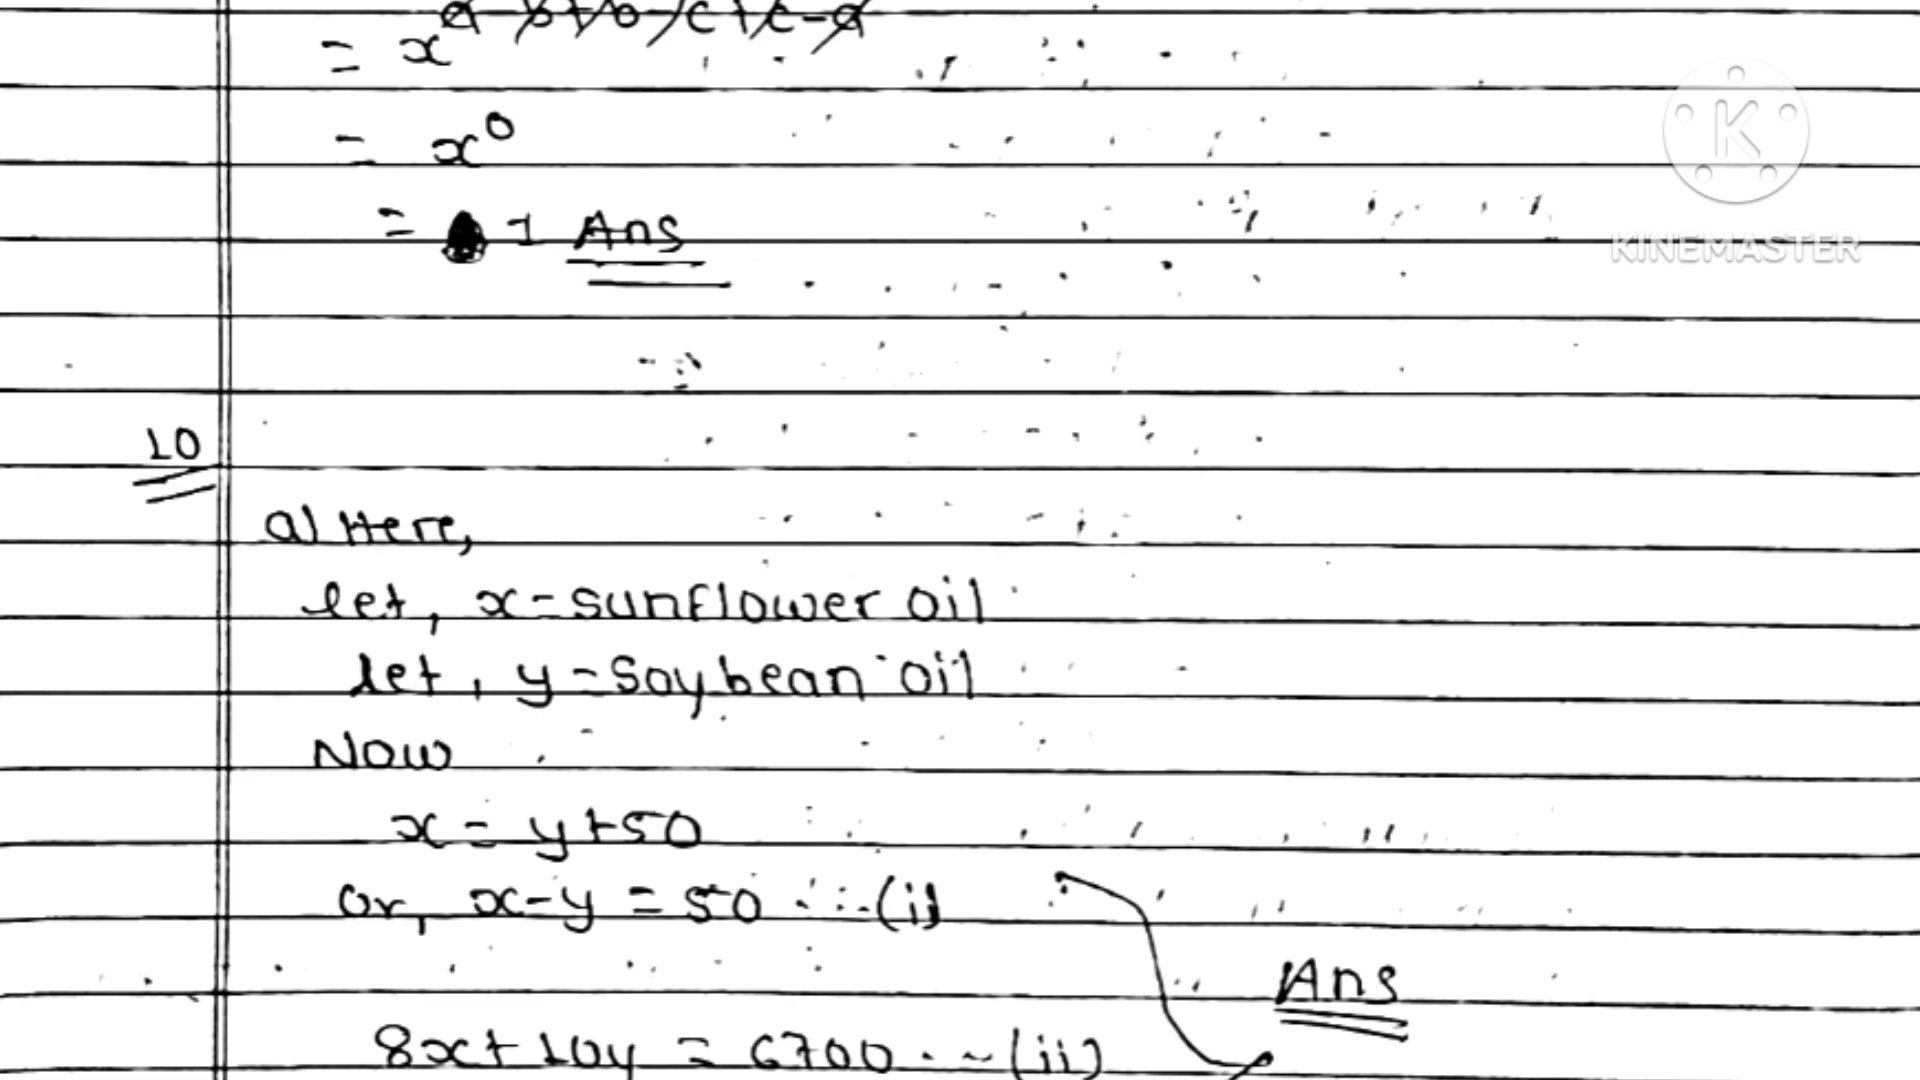 = x^a-b+b-c+c-a
= x^0
= 1 Ans
10
a) Here,
let, x=sunflower oil
let, y=Soybean oil
Now
x = y+50
or, x-y = 50 ...(i)
Ans
8x+10y = 6700 ...(ii)
KINEMASTER